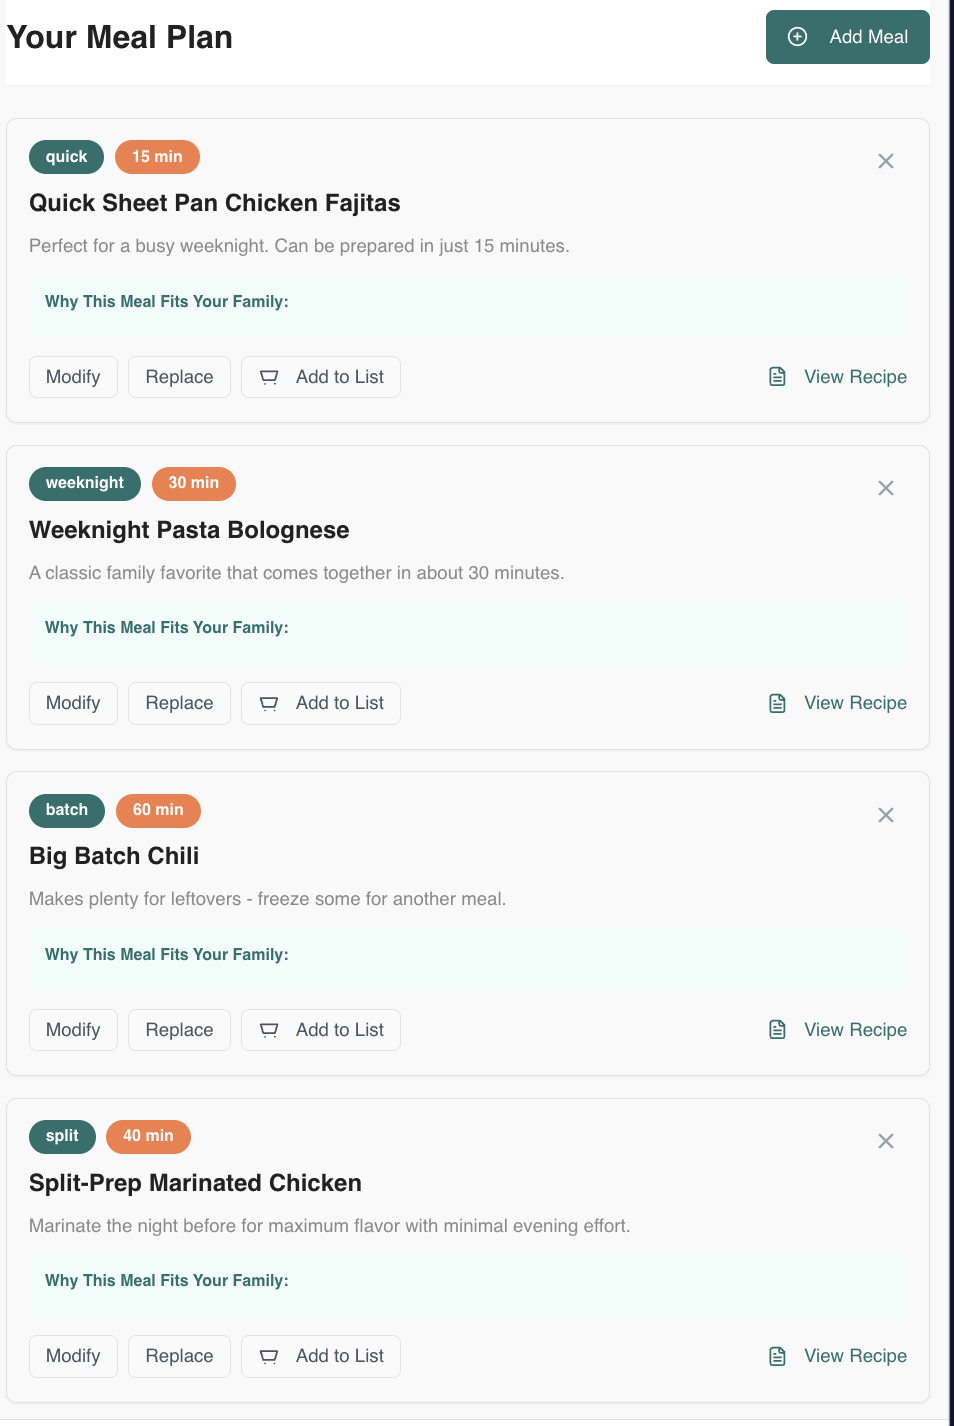 Your Meal Plan
Add Meal
quick 15 min
Quick Sheet Pan Chicken Fajitas
Perfect for a busy weeknight. Can be prepared in just 15 minutes.
Why This Meal Fits Your Family:
Modify Replace Add to List View Recipe
weeknight 30 min
Weeknight Pasta Bolognese
A classic family favorite that comes together in about 30 minutes.
Why This Meal Fits Your Family:
Modify Replace Add to List View Recipe
batch 60 min
Big Batch Chili
Makes plenty for leftovers - freeze some for another meal.
Why This Meal Fits Your Family:
Modify Replace Add to List View Recipe
split 40 min
Split-Prep Marinated Chicken
Marinate the night before for maximum flavor with minimal evening effort.
Why This Meal Fits Your Family:
Modify Replace Add to List View Recipe